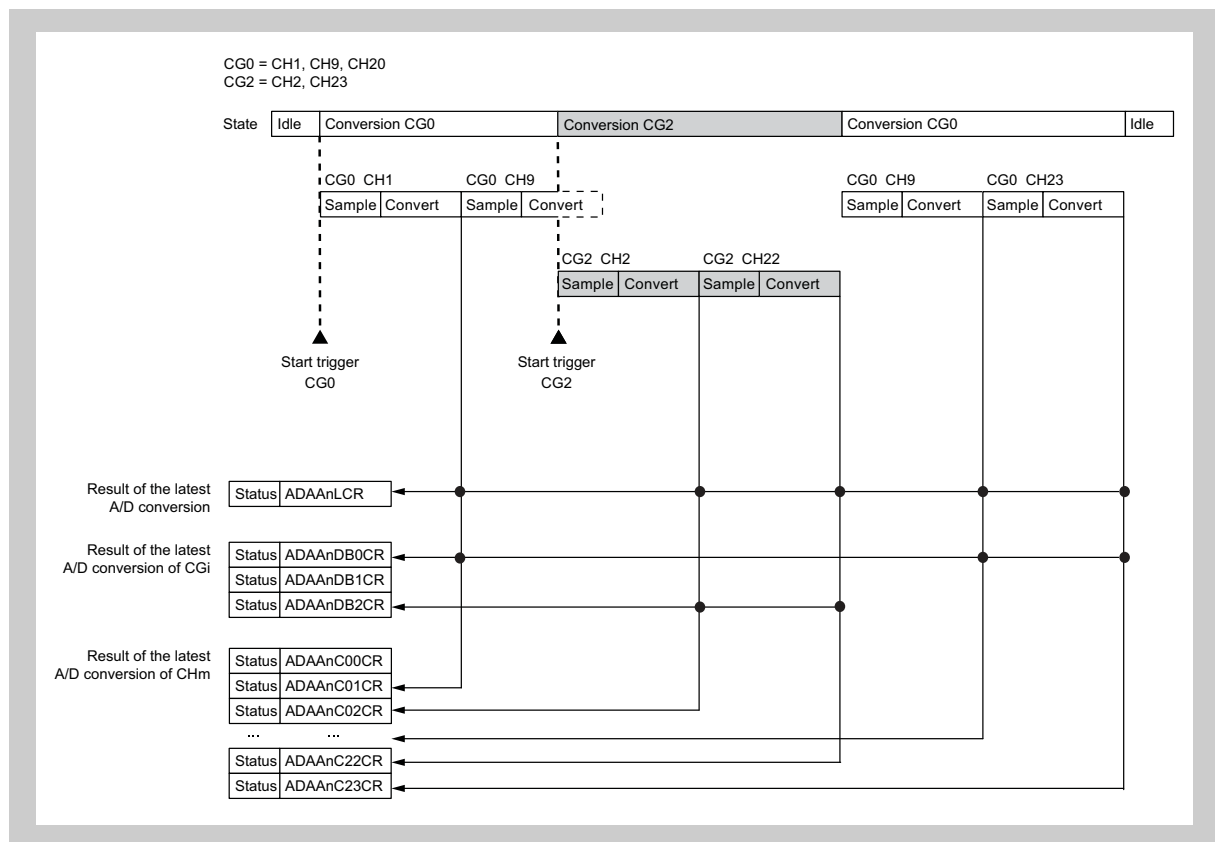 CG0 = CH1, CH9, CH20
CG2 = CH2, CH23
State Idle Conversion CG0 Conversion CG2 Conversion CG0 Idle
CG0 CH1 CG0 CH9 CG0 CH9 CG0 CH23
Sample Convert Sample Convert Sample Convert Sample Convert
CG2 CH2 CG2 CH22
Sample Convert Sample Convert
Start trigger
CG0
Start trigger
CG2
Result of the latest
A/D conversion
Status ADAAnLCR
Result of the latest
A/D conversion of CGi
Status ADAAnDB0CR
Status ADAAnDB1CR
Status ADAAnDB2CR
Result of the latest
A/D conversion of CHm
Status ADAAnC00CR
Status ADAAnC01CR
Status ADAAnC02CR
... ...
Status ADAAnC22CR
Status ADAAnC23CR